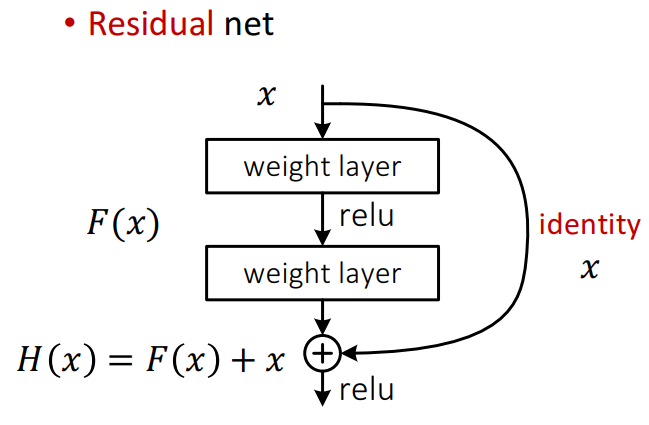 • Residual net
x
weight layer
relu
F(x)
identity
x
weight layer
H(x) = F(x) + x
+
relu